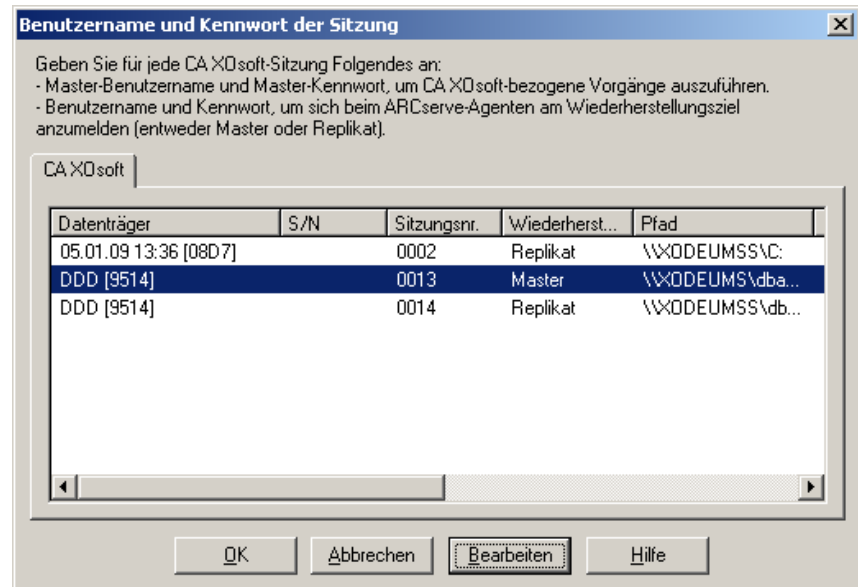 Benutzername und Kennwort der Sitzung
Geben Sie für jede CA XOsoft-Sitzung Folgendes an:
- Master-Benutzername und Master-Kennwort, um CA XOsoft-bezogene Vorgänge auszuführen.
- Benutzername und Kennwort, um sich beim ARCserve-Agenten am Wiederherstellungsziel
anzumelden (entweder Master oder Replikat).
CA XOsoft
Datenträger S/N Sitzungsnr. Wiederherst... Pfad
05.01.09 13:36 [08D7] 0002 Replikat \\XODEUMSS\C:
DDD [9514] 0013 Master \\XODEUMS\dba...
DDD [9514] 0014 Replikat \\XODEUMSS\db...
OK Abbrechen Bearbeiten Hilfe